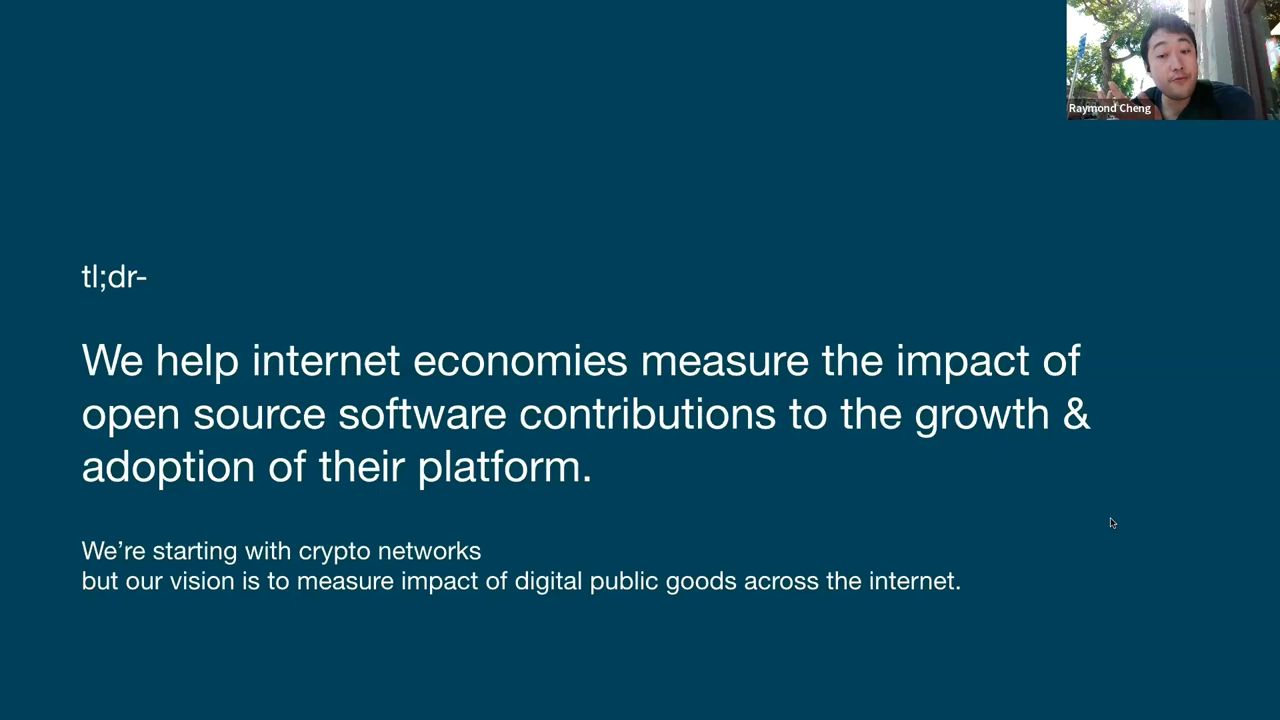 Raymond Cheng
tl;dr-
We help internet economies measure the impact of
open source software contributions to the growth &
adoption of their platform.
We’re starting with crypto networks
but our vision is to measure impact of digital public goods across the internet.